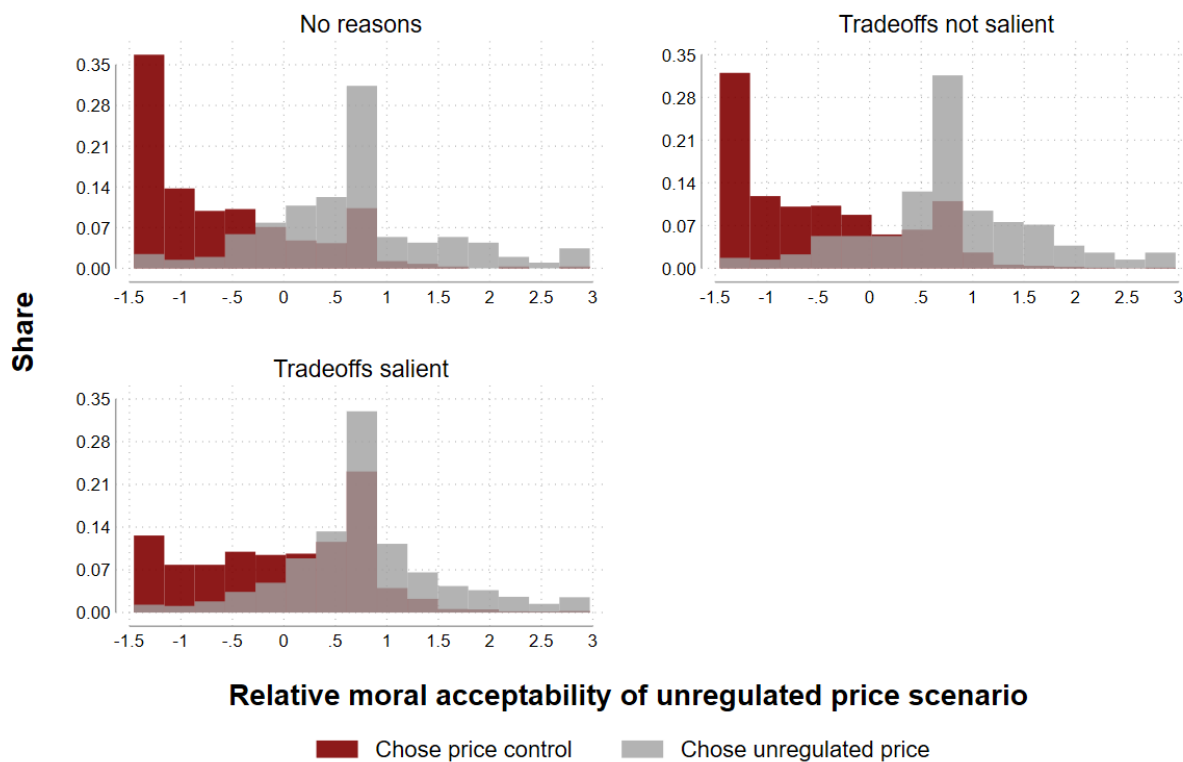 No reasons
0.35
0.28
0.21
0.14
0.07
0.00
-1.5 -1 -.5 0 .5 1 1.5 2 2.5 3
Tradeoffs not salient
0.35
0.28
0.21
0.14
0.07
0.00
-1.5 -1 -.5 0 .5 1 1.5 2 2.5 3
Share
Tradeoffs salient
0.35
0.28
0.21
0.14
0.07
0.00
-1.5 -1 -.5 0 .5 1 1.5 2 2.5 3
Relative moral acceptability of unregulated price scenario
Chose price control Chose unregulated price